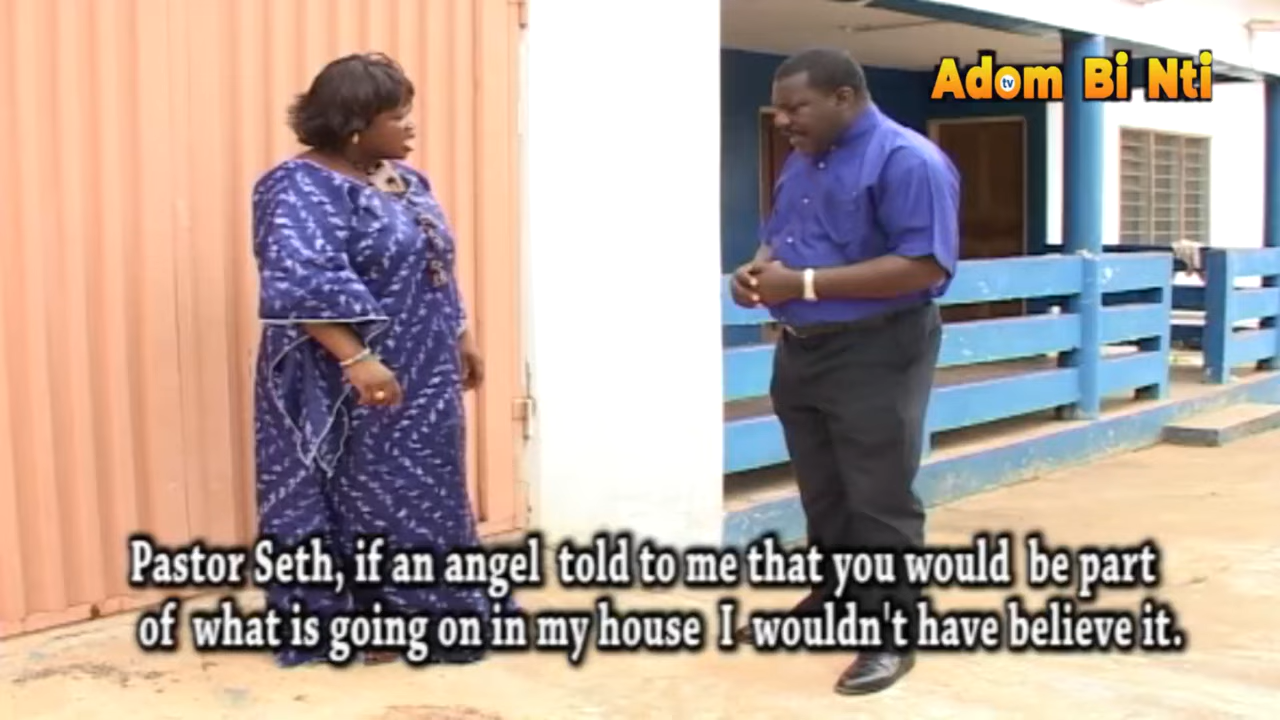 Adom Bi Nti
tv
Pastor Seth, if an angel told to me that you would be part
of what is going on in my house I wouldn't have believe it.